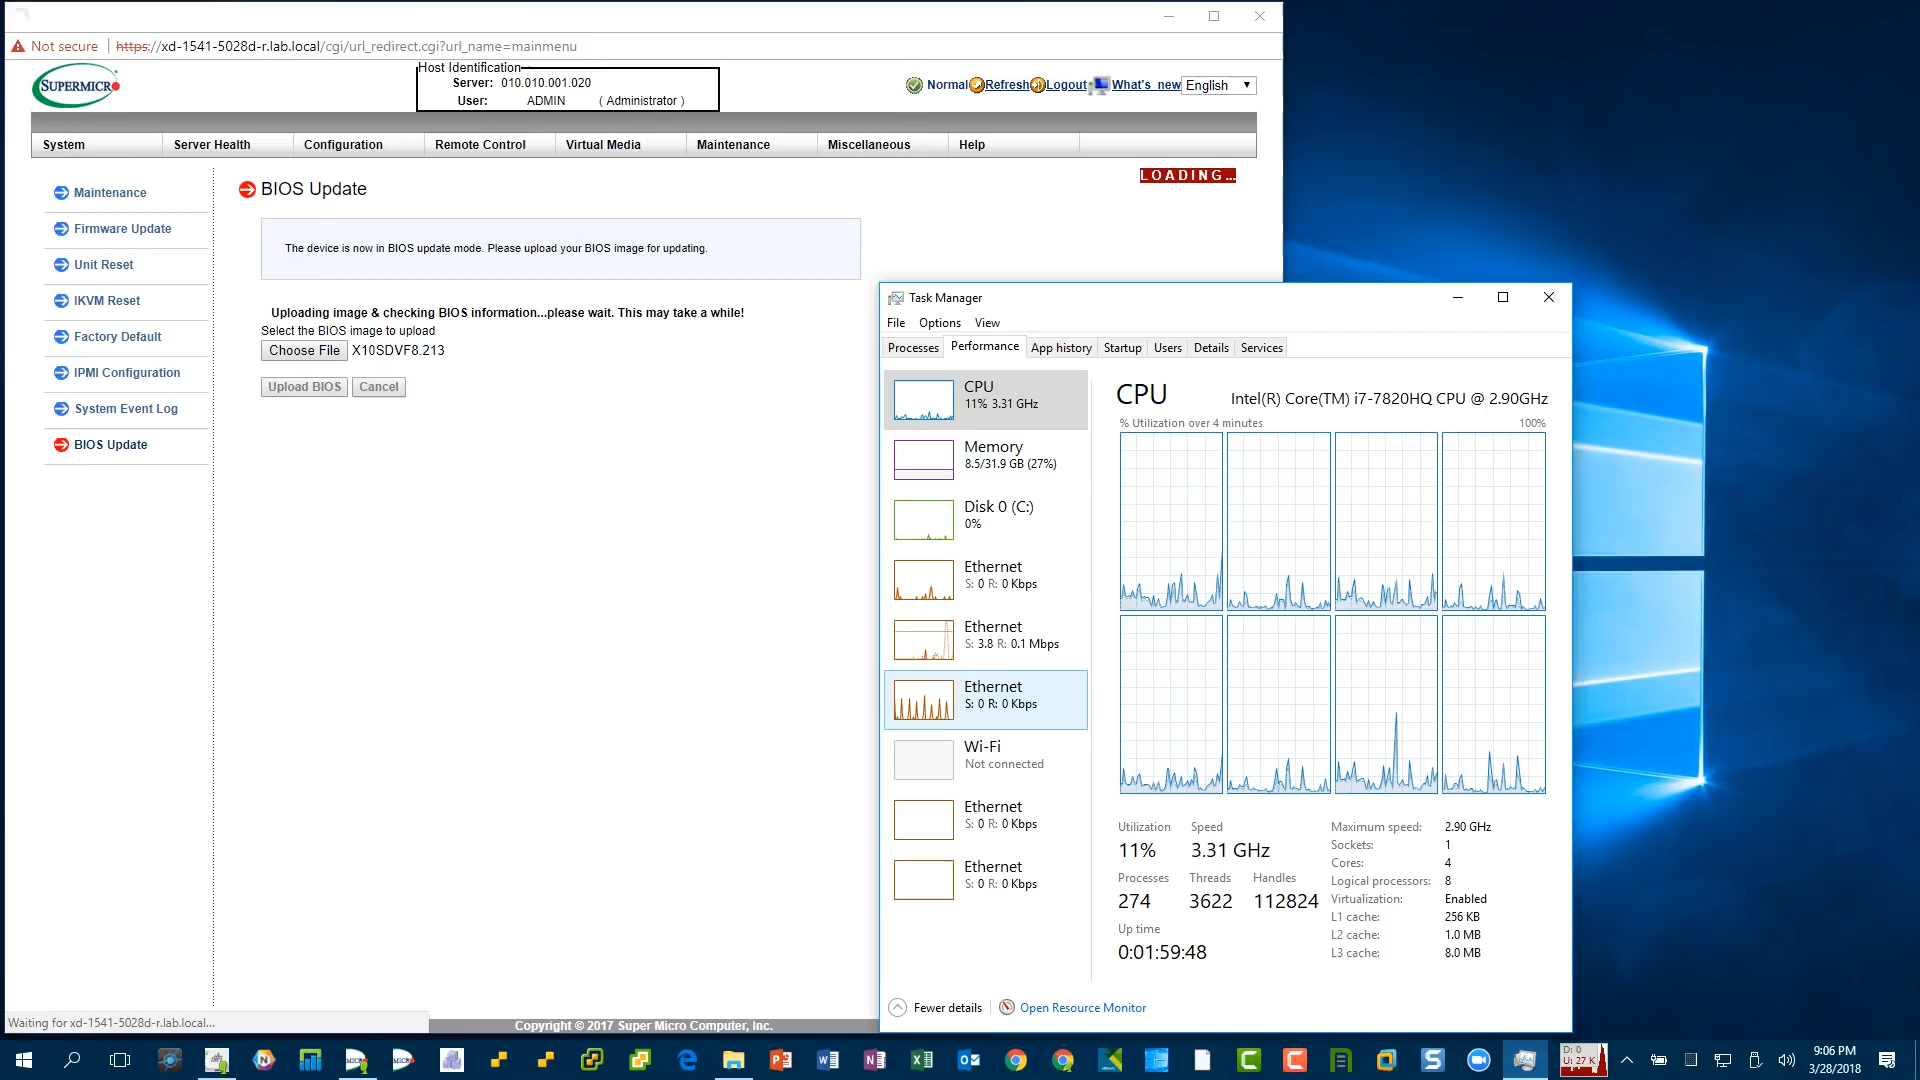 Not secure https://xd-1541-5028d-r.lab.local/cgi/url_redirect.cgi?url_name=mainmenu
SUPERMICR
Host Identification
Server: 010.010.001.020
User: ADMIN ( Administrator )
Normal Refresh Logout What's new English
System Server Health Configuration Remote Control Virtual Media Maintenance Miscellaneous Help
LOADING...
Maintenance
Firmware Update
Unit Reset
IKVM Reset
Factory Default
IPMI Configuration
System Event Log
BIOS Update
BIOS Update
The device is now in BIOS update mode. Please upload your BIOS image for updating.
Uploading image & checking BIOS information...please wait. This may take a while!
Select the BIOS image to upload
Choose File X10SDVF8.213
Upload BIOS Cancel
Waiting for xd-1541-5028d-r.lab.local...
Copyright © 2017 Super Micro Computer, Inc.
Task Manager
File Options View
Processes Performance App history Startup Users Details Services
CPU
11% 3.31 GHz
Memory
8.5/31.9 GB (27%)
Disk 0 (C:)
0%
Ethernet
S: 0 R: 0 Kbps
Ethernet
S: 3.8 R: 0.1 Mbps
Ethernet
S: 0 R: 0 Kbps
Wi-Fi
Not connected
Ethernet
S: 0 R: 0 Kbps
Ethernet
S: 0 R: 0 Kbps
CPU Intel(R) Core(TM) i7-7820HQ CPU @ 2.90GHz
% Utilization over 4 minutes 100%
Utilization Speed
11% 3.31 GHz
Processes Threads Handles
274 3622 112824
Up time
0:01:59:48
Maximum speed: 2.90 GHz
Sockets: 1
Cores: 4
Logical processors: 8
Virtualization: Enabled
L1 cache: 256 KB
L2 cache: 1.0 MB
L3 cache: 8.0 MB
Fewer details Open Resource Monitor
D: 0
U: 27 K
9:06 PM
3/28/2018